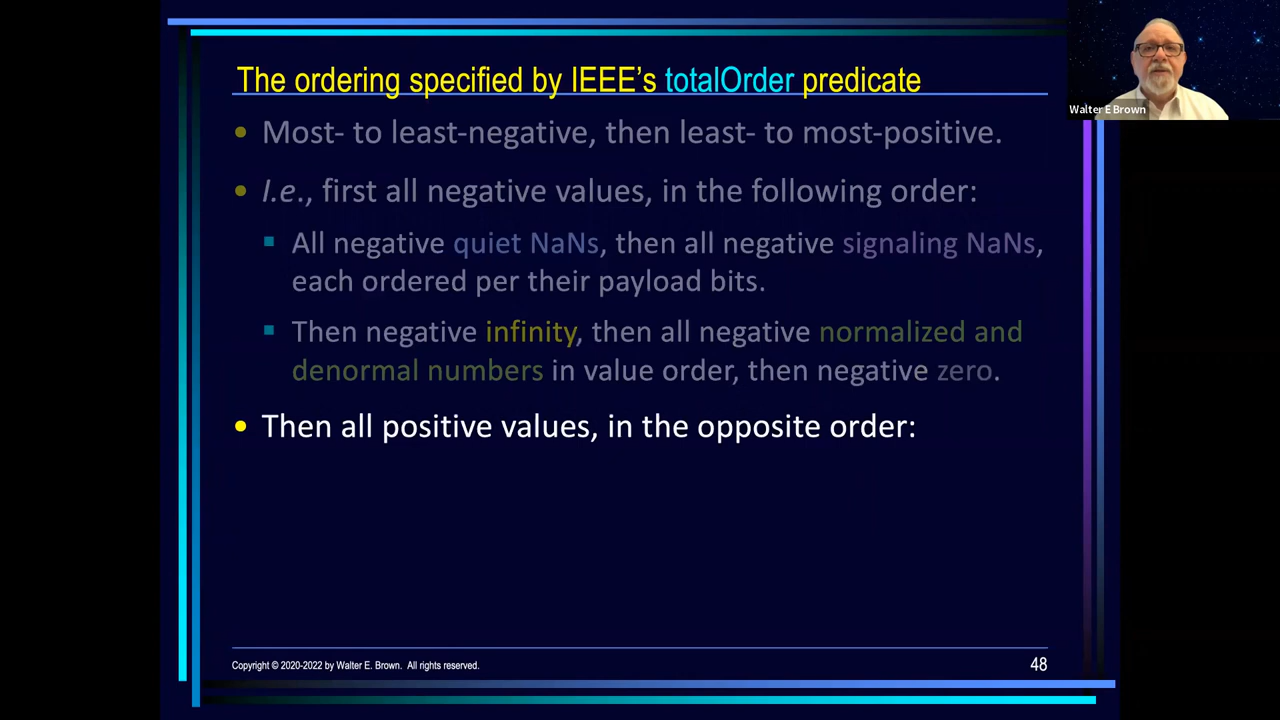 The ordering specified by IEEE's totalOrder predicate
Walter E Brown
• Most- to least-negative, then least- to most-positive.
• I.e., first all negative values, in the following order:
▪ All negative quiet NaNs, then all negative signaling NaNs,
each ordered per their payload bits.
▪ Then negative infinity, then all negative normalized and
denormal numbers in value order, then negative zero.
• Then all positive values, in the opposite order:
Copyright © 2020-2022 by Walter E. Brown. All rights reserved.
48